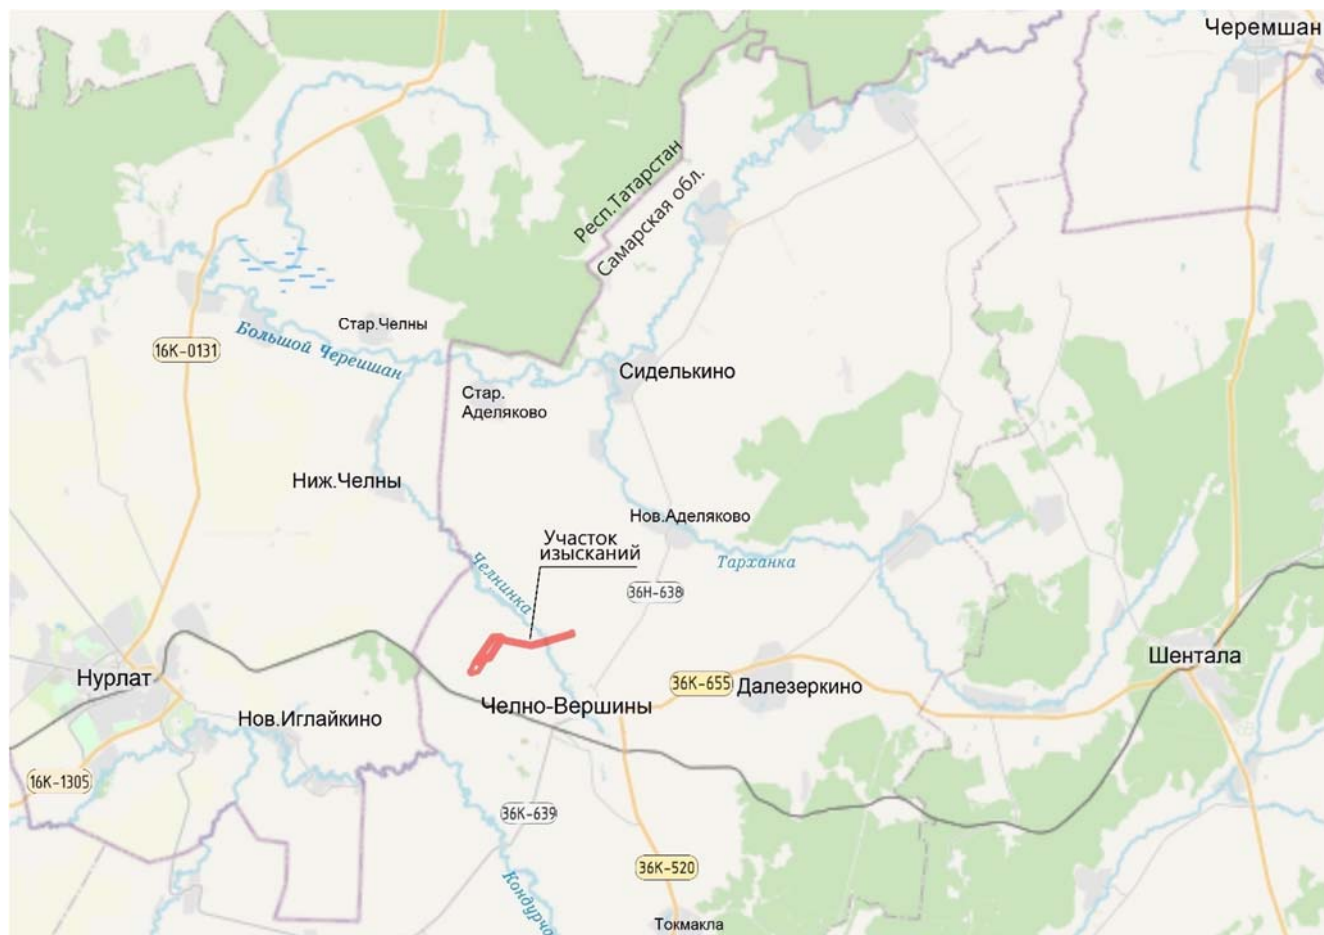 Черемшан
Респ.Татарстан
Самарская обл.
Стар.Челны
16К-0131
Большой Череишан
Сиделькино
Стар.
Аделяково
Ниж.Челны
Нов.Аделяково
Участок
изысканий
Тарханка
Челнинка
36Н-638
Шентала
Нурлат
36К-655
Далезеркино
Челно-Вершины
Нов.Иглайкино
16К-1305
36К-639
36К-520
Кондурча
Токмакла